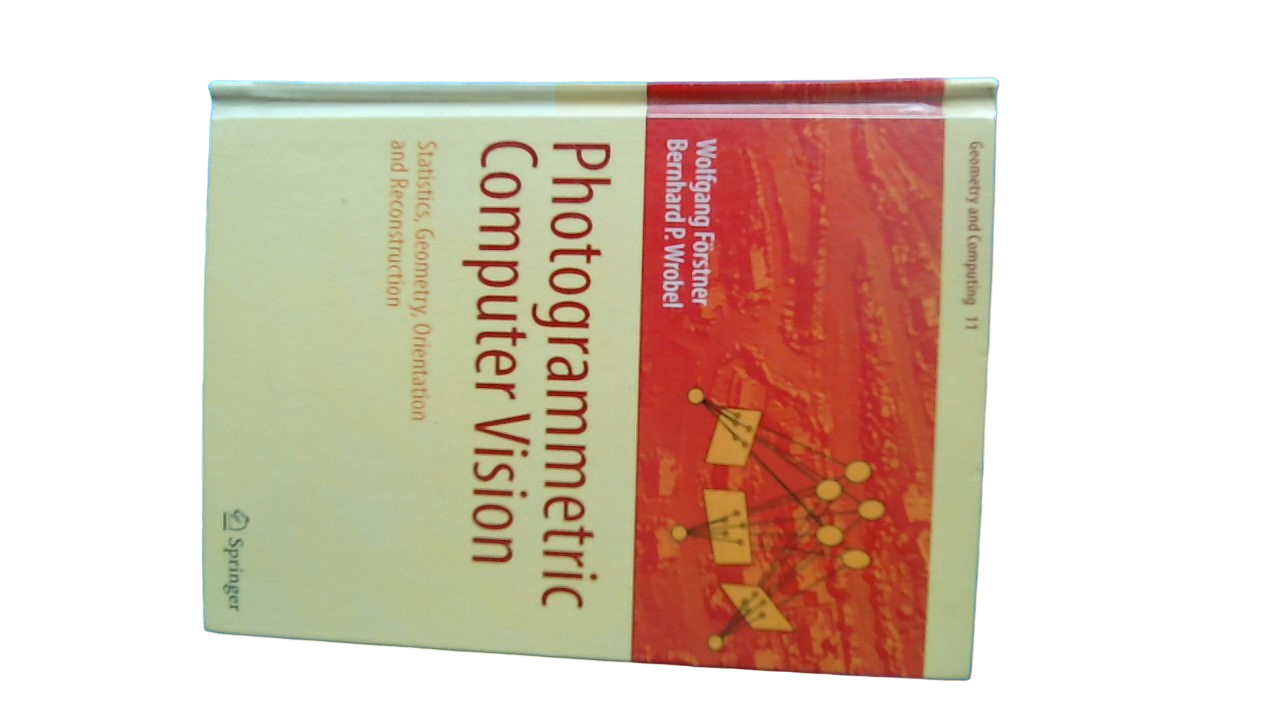 Geometry and Computing 11
Wolfgang Förstner
Bernhard P. Wrobel
Photogrammetric
Computer Vision
Statistics, Geometry, Orientation
and Reconstruction
Springer